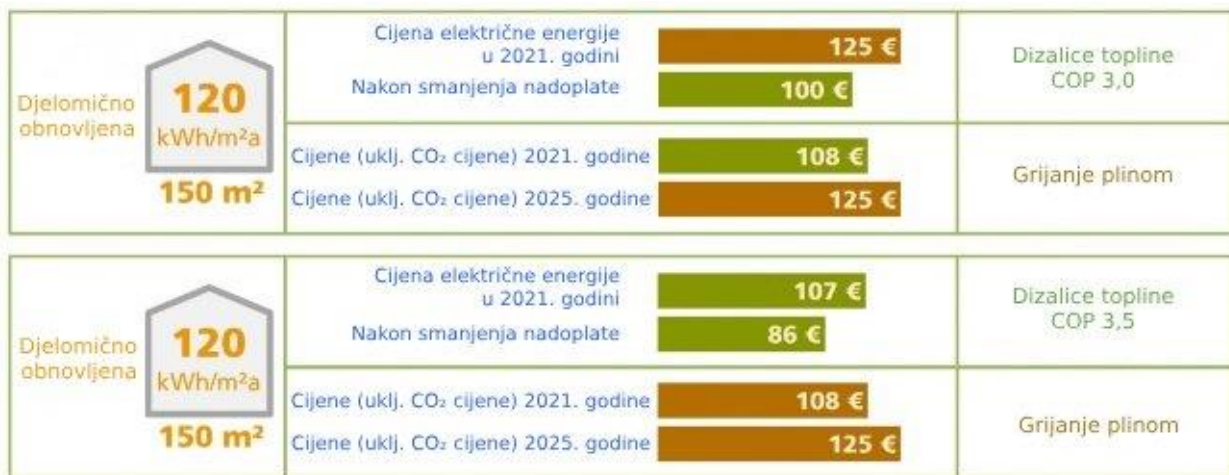 Djelomično
obnovljena
120
kWh/m²a
150 m²
Cijena električne energije
u 2021. godini
125 €
Nakon smanjenja nadoplate
100 €
Dizalice topline
COP 3,0
Cijene (uklj. CO₂ cijene) 2021. godine
108 €
Cijene (uklj. CO₂ cijene) 2025. godine
125 €
Grijanje plinom
Djelomično
obnovljena
120
kWh/m²a
150 m²
Cijena električne energije
u 2021. godini
107 €
Nakon smanjenja nadoplate
86 €
Dizalice topline
COP 3,5
Cijene (uklj. CO₂ cijene) 2021. godine
108 €
Cijene (uklj. CO₂ cijene) 2025. godine
125 €
Grijanje plinom